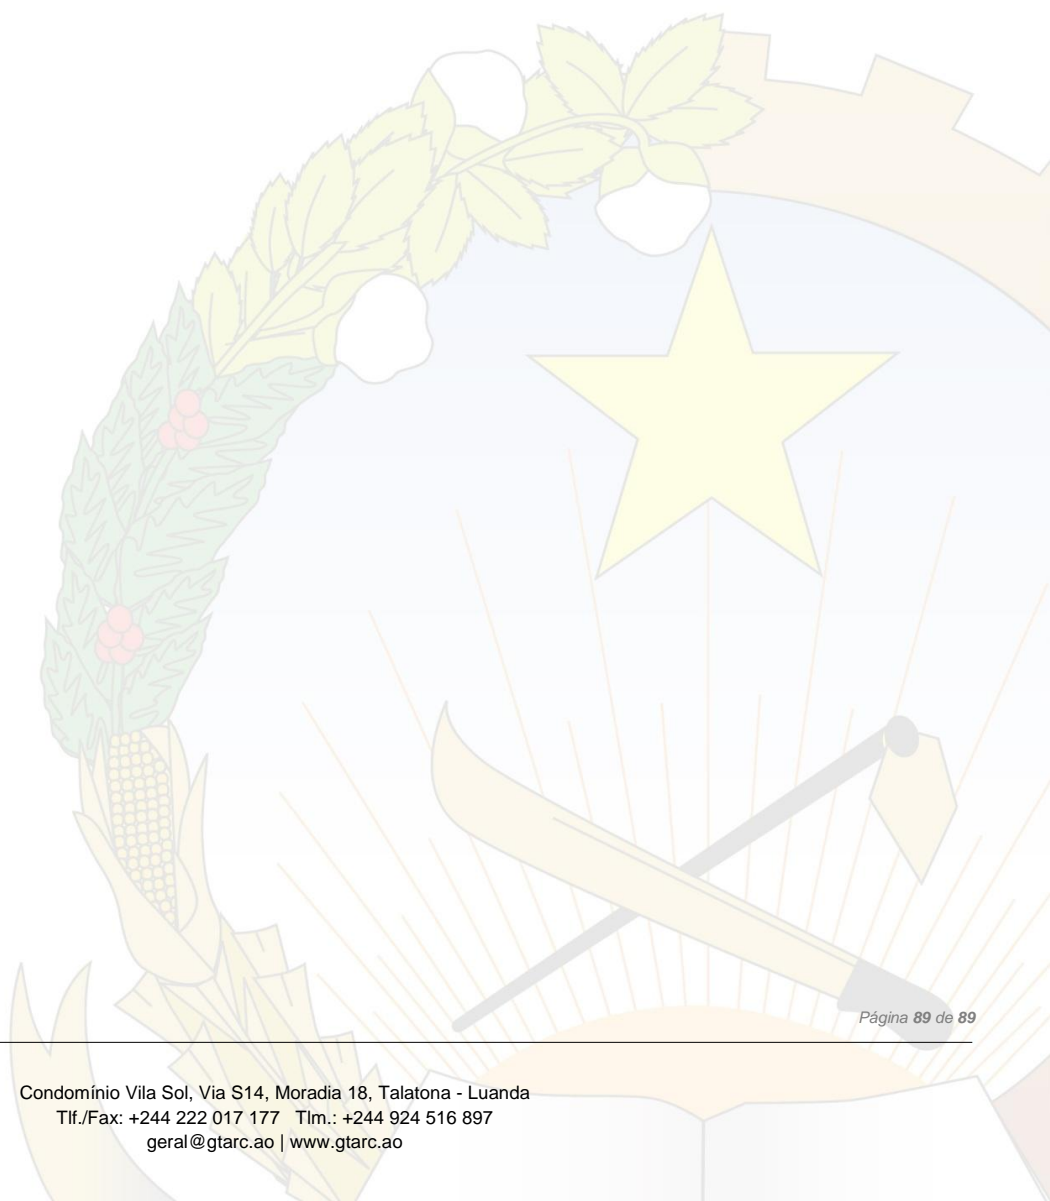 Página 89 de 89
Condomínio Vila Sol, Via S14, Moradia 18, Talatona - Luanda
Tlf./Fax: +244 222 017 177 Tlm.: +244 924 516 897
geral@gtarc.ao | www.gtarc.ao